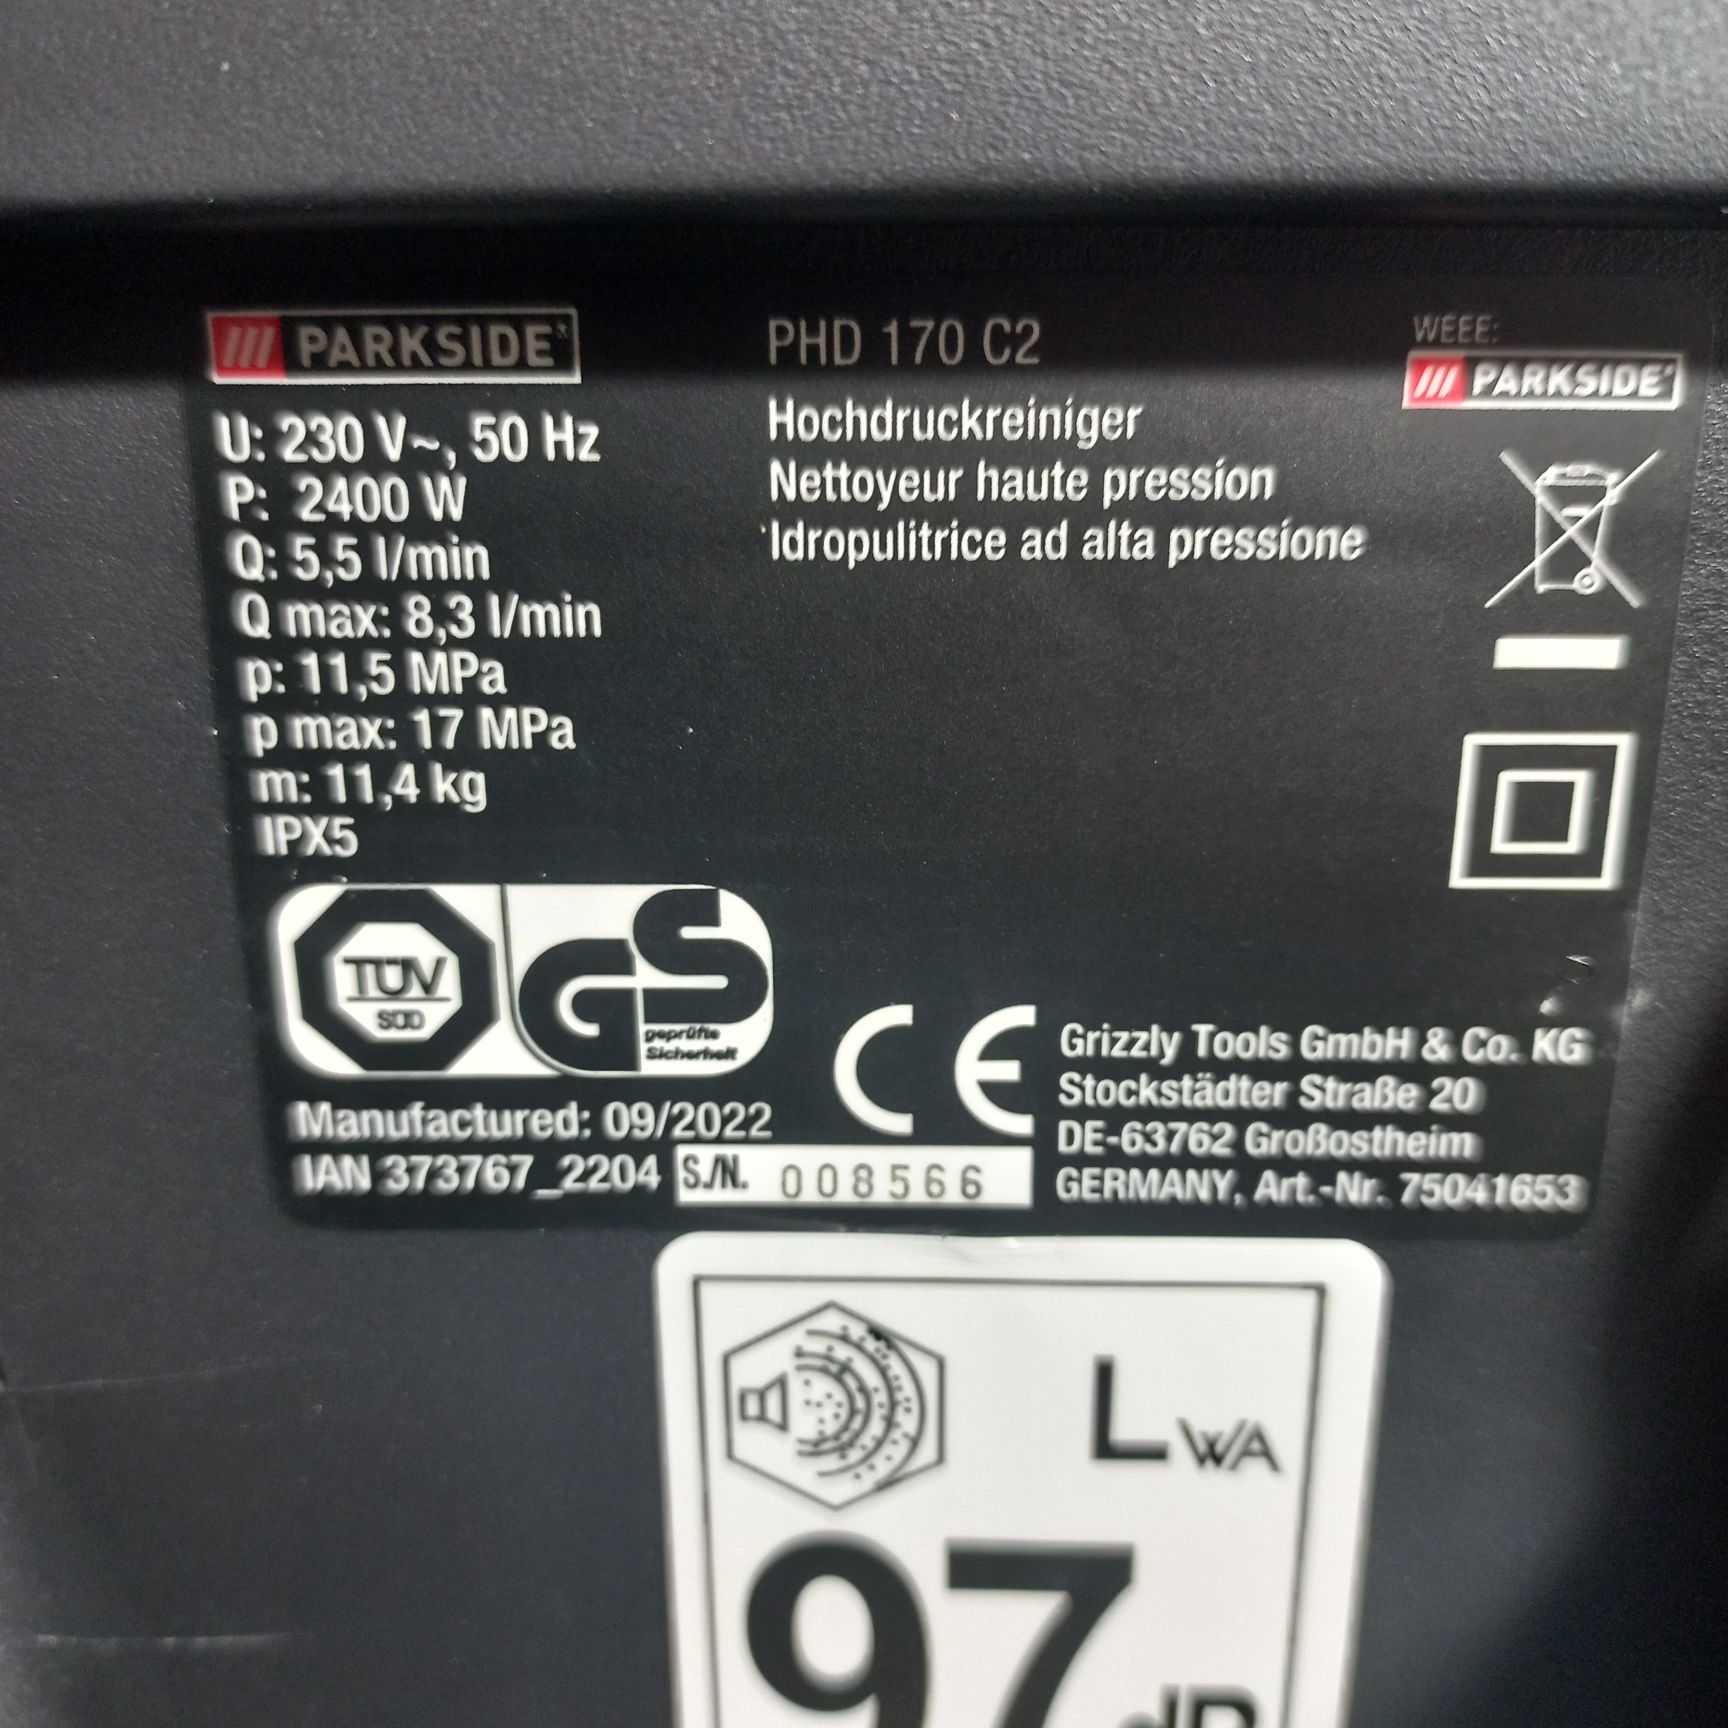 PARKSIDE®
U: 230 V~, 50 Hz
P: 2400 W
Q: 5,5 l/min
Q max: 8,3 l/min
p: 11,5 MPa
p max: 17 MPa
m: 11,4 kg
IPX5
PHD 170 C2
Hochdruckreiniger
Nettoyeur haute pression
Idropulitrice ad alta pressione
WEEE:
PARKSIDE®
TÜV
SÜD
GS
geprüfte
Sicherheit
CE
Manufactured: 09/2022
IAN 373767_2204
S./N. 008566
Grizzly Tools GmbH & Co. KG
Stockstädter Straße 20
DE-63762 Großostheim
GERMANY, Art.-Nr. 75041653
LWA
97
dB